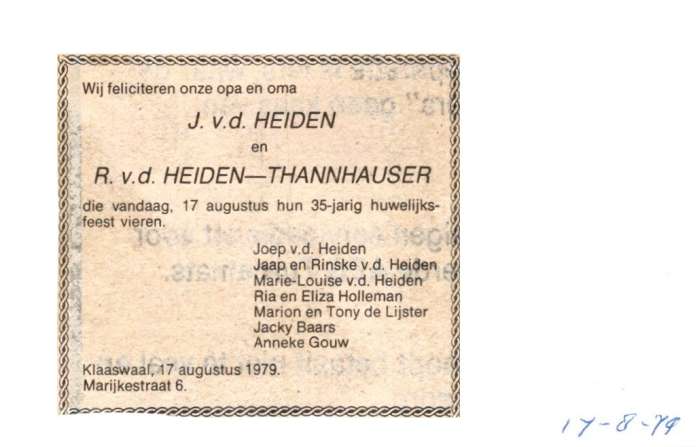 Wij feliciteren onze opa en oma
J. v.d. HEIDEN
en
R. v.d. HEIDEN—THANNHAUSER
die vandaag, 17 augustus hun 35-jarig huwelijks-
feest vieren.
Joep v.d. Heiden
Jaap en Rinske v.d. Heiden
Marie-Louise v.d. Heiden
Ria en Eliza Holleman
Marion en Tony de Lijster
Jacky Baars
Anneke Gouw
Klaaswaal, 17 augustus 1979.
Marijkestraat 6.
17-8-79